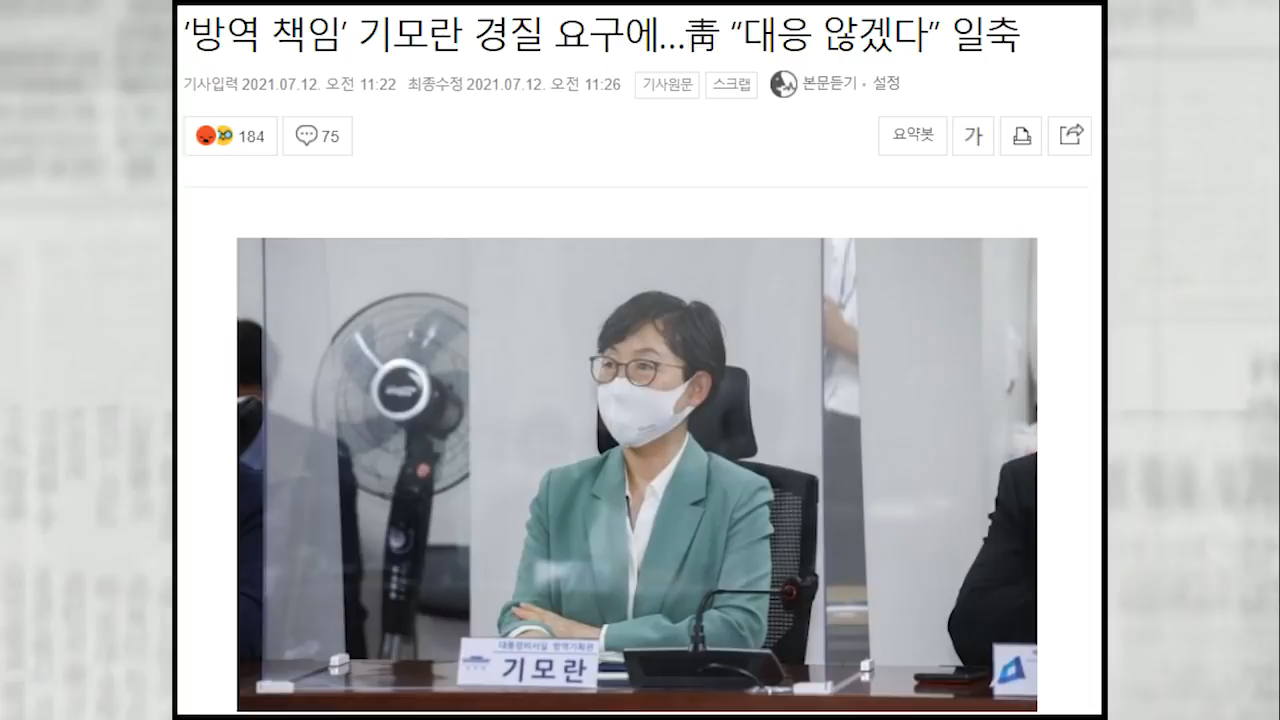 '방역 책임' 기모란 경질 요구에…靑 “대응 않겠다” 일축
기사입력 2021.07.12. 오전 11:22 최종수정 2021.07.12. 오전 11:26 기사원문 스크랩 본문듣기 · 설정
184 75 요약봇 가
대통령비서실 방역기획관
기모란